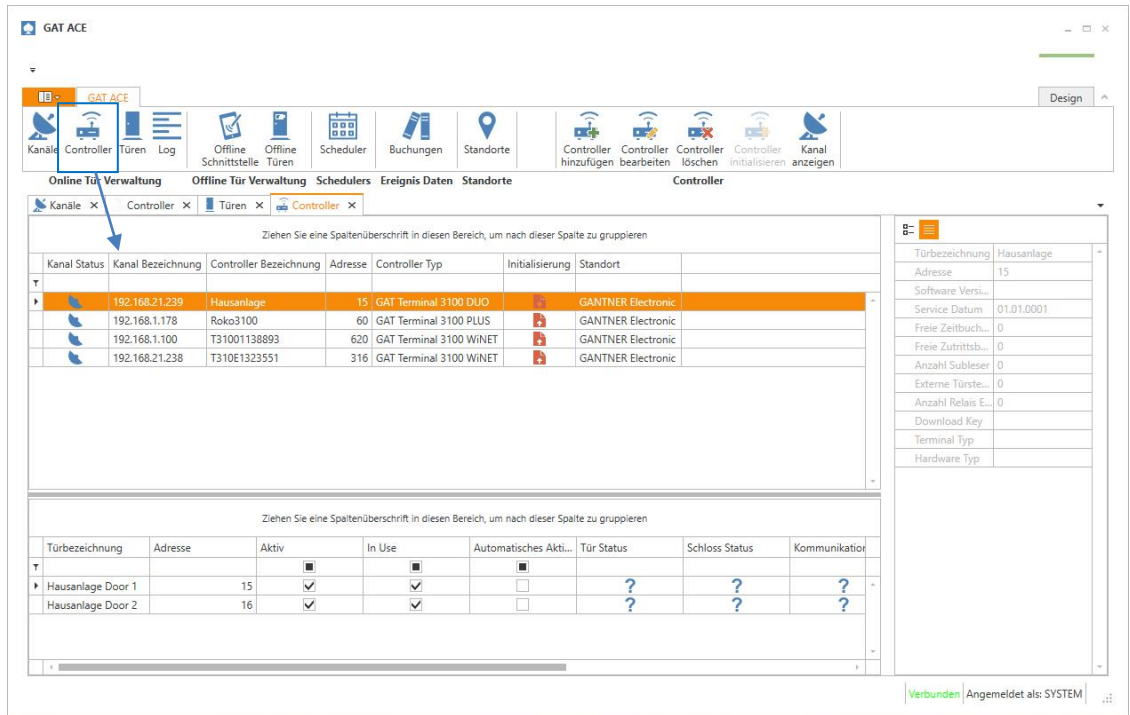 GAT ACE
GAT ACE
Design
Kanäle Controller Türen Log
Offline Schnittstelle
Offline Türen
Scheduler
Buchungen
Standorte
Controller hinzufügen
Controller bearbeiten
Controller löschen
Controller initialisieren
Kanal anzeigen
Online Tür Verwaltung Offline Tür Verwaltung Schedulers Ereignis Daten Standorte Controller
Kanäle Controller Türen Controller
Ziehen Sie eine Spaltenüberschrift in diesen Bereich, um nach dieser Spalte zu gruppieren
Kanal Status Kanal Bezeichnung Controller Bezeichnung Adresse Controller Typ Initialisierung Standort
192.168.21.239 Hausanlage 15 GAT Terminal 3100 DUO GANTNER Electronic
192.168.1.178 Roko3100 60 GAT Terminal 3100 PLUS GANTNER Electronic
192.168.1.100 T31001138893 620 GAT Terminal 3100 WiNET GANTNER Electronic
192.168.21.238 T310E1323551 316 GAT Terminal 3100 WiNET GANTNER Electronic
Türbezeichnung Hausanlage
Adresse 15
Software Versi...
Service Datum 01.01.0001
Freie Zeitbuch... 0
Freie Zutrittsb... 0
Anzahl Subleser 0
Externe Türste... 0
Anzahl Relais E... 0
Download Key
Terminal Typ
Hardware Typ
Ziehen Sie eine Spaltenüberschrift in diesen Bereich, um nach dieser Spalte zu gruppieren
Türbezeichnung Adresse Aktiv In Use Automatisches Akti... Tür Status Schloss Status Kommunikation
Hausanlage Door 1 15 ? ? ?
Hausanlage Door 2 16 ? ? ?
Verbunden Angemeldet als: SYSTEM